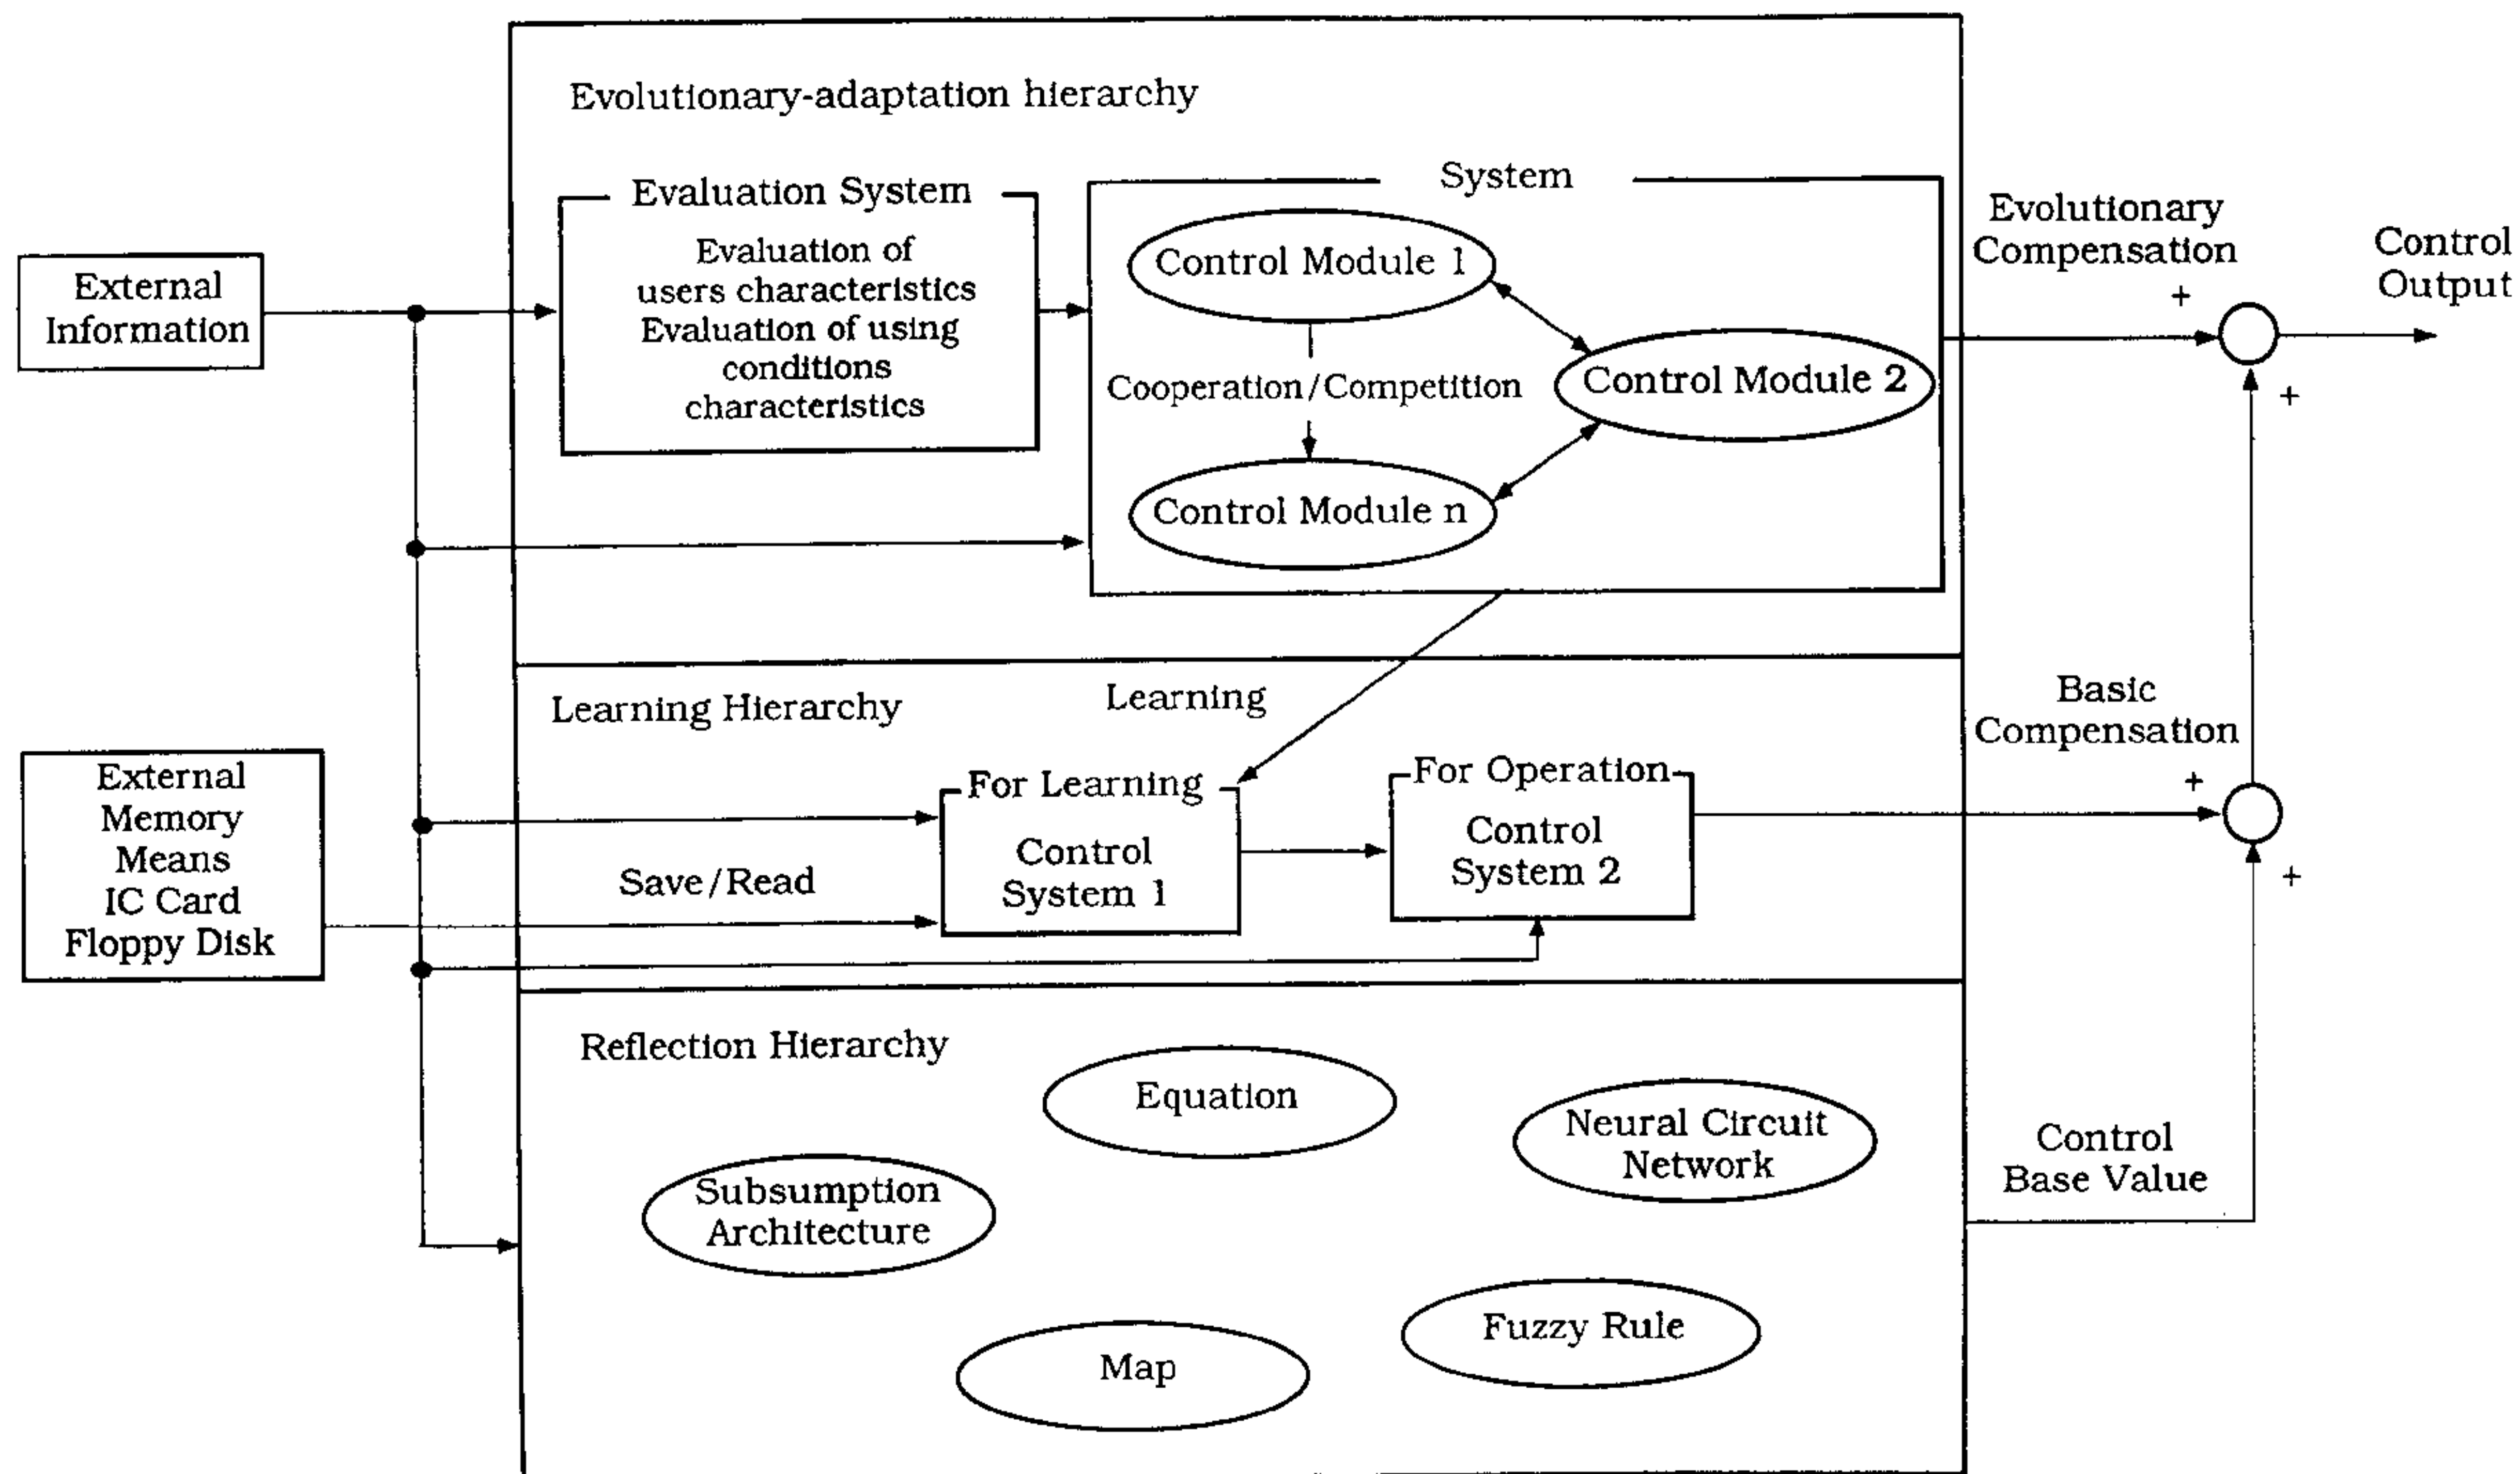 Evolutionary-adaptation hierarchy
External
Information
Evaluation System
Evaluation of
users characteristics
Evaluation of using
conditions
characteristics
System
Control Module 1
Cooperation/Competition
Control Module 2
Control Module n
Evolutionary
Compensation
+
Control
Output
+
Learning Hierarchy
Learning
External
Memory
Means
IC Card
Floppy Disk
Save/Read
For Learning
Control
System 1
For Operation
Control
System 2
Basic
Compensation
+
+
Reflection Hierarchy
Equation
Neural Circuit
Network
Subsumption
Architecture
Map
Fuzzy Rule
Control
Base Value